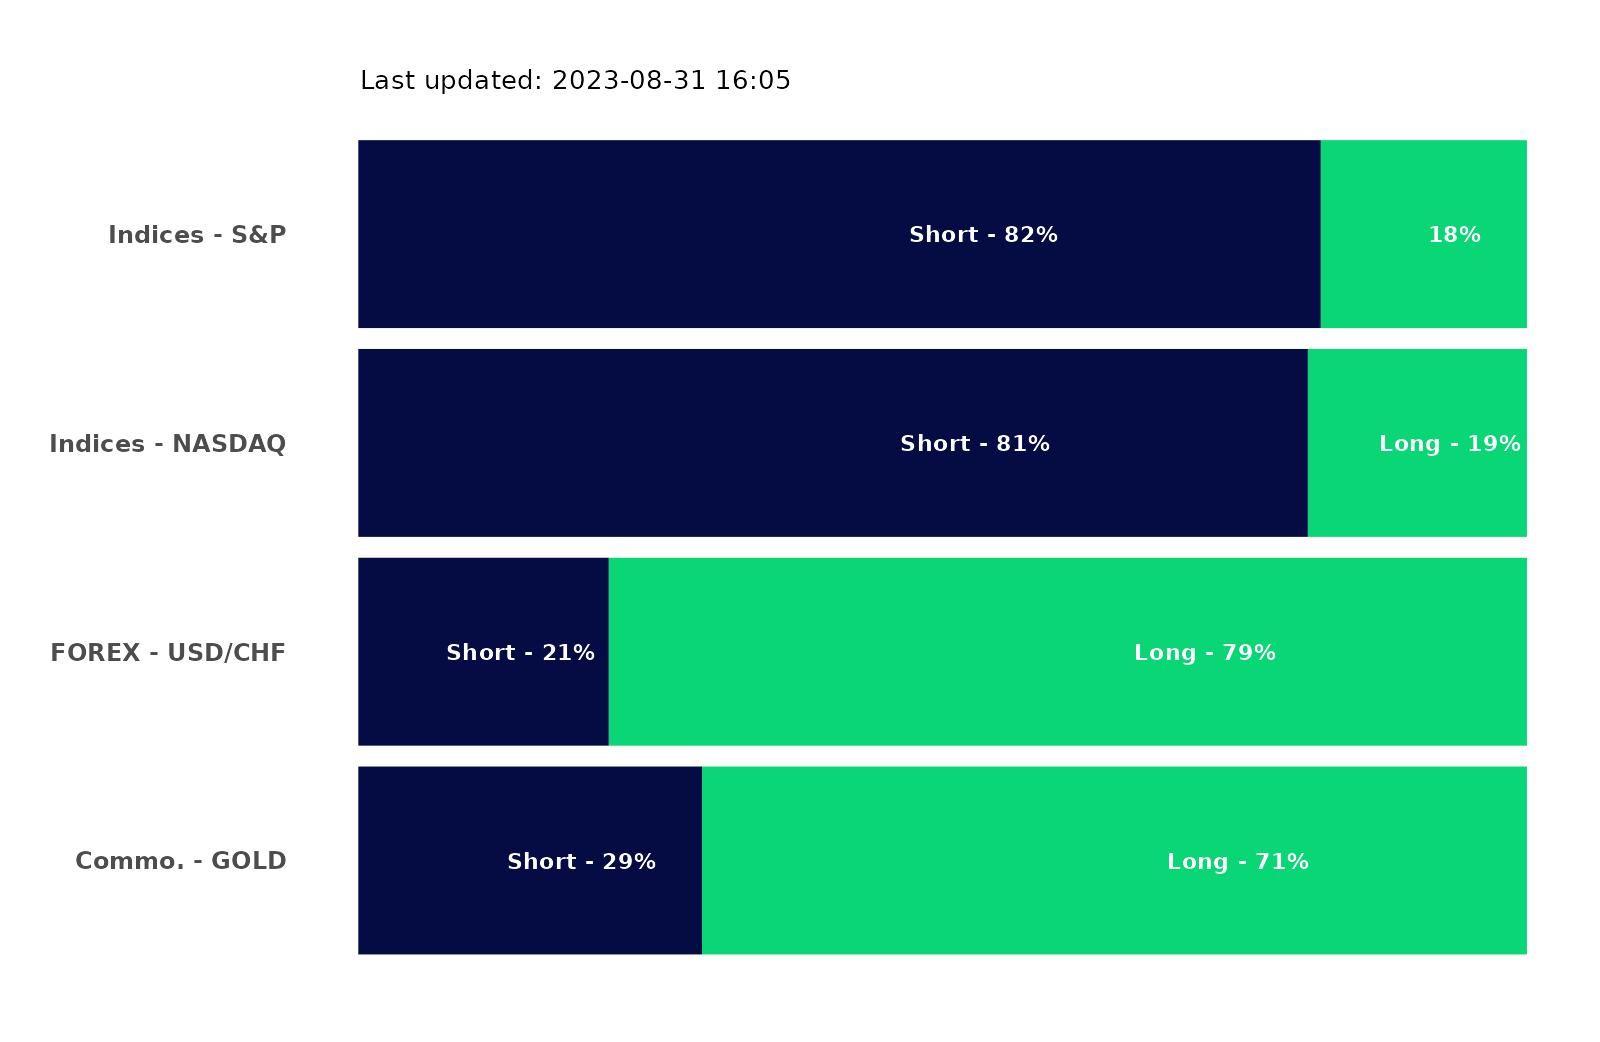 Last updated: 2023-08-31 16:05
Indices - S&P Short - 82% 18%
Indices - NASDAQ Short - 81% Long - 19%
FOREX - USD/CHF Short - 21% Long - 79%
Commo. - GOLD Short - 29% Long - 71%